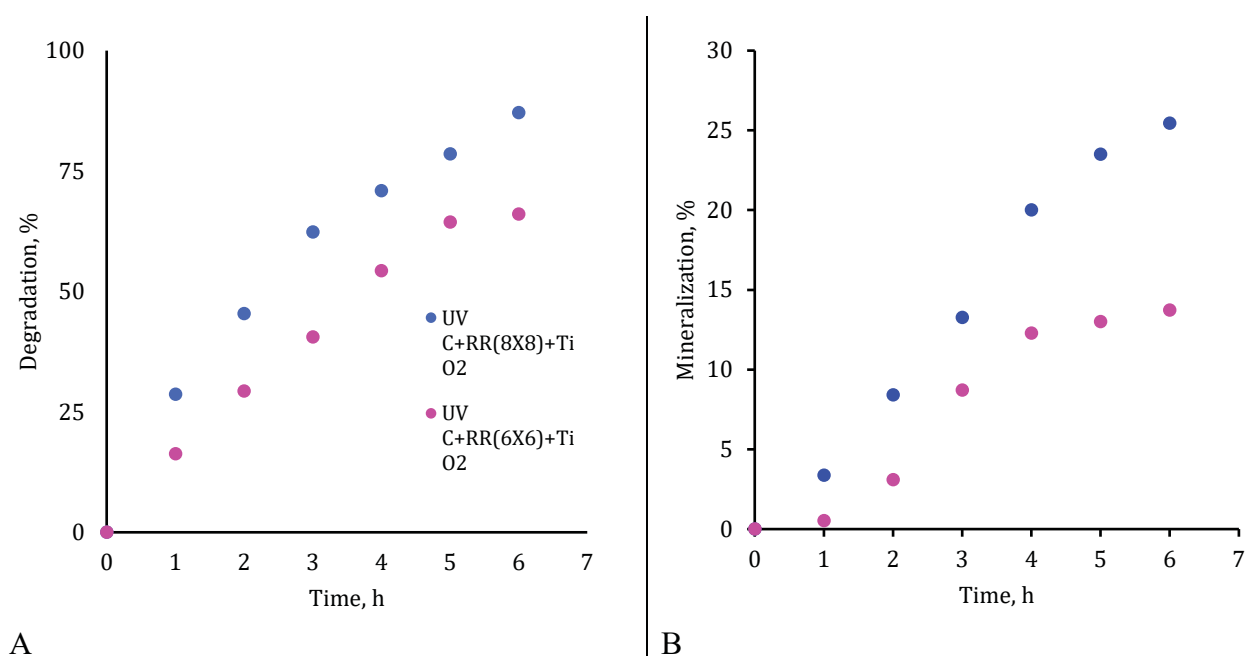 100
75
50
25
0
Degradation, %
UV
C+RR(8X8)+Ti
O2
UV
C+RR(6X6)+Ti
O2
0 1 2 3 4 5 6 7
Time, h
A
30
25
20
15
10
5
0
Mineralization, %
0 1 2 3 4 5 6 7
Time, h
B